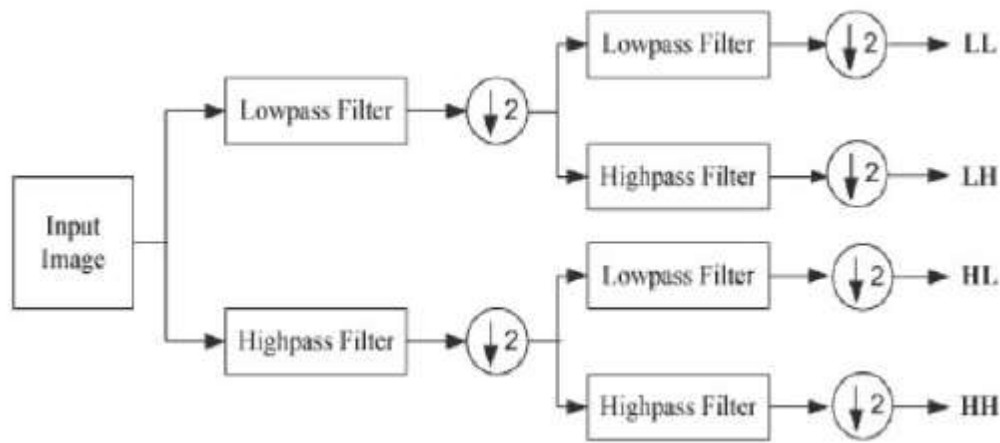 Lowpass Filter
↓2
LL
Lowpass Filter
↓2
Highpass Filter
↓2
LH
Input
Image
Lowpass Filter
↓2
HL
Highpass Filter
↓2
Highpass Filter
↓2
HH